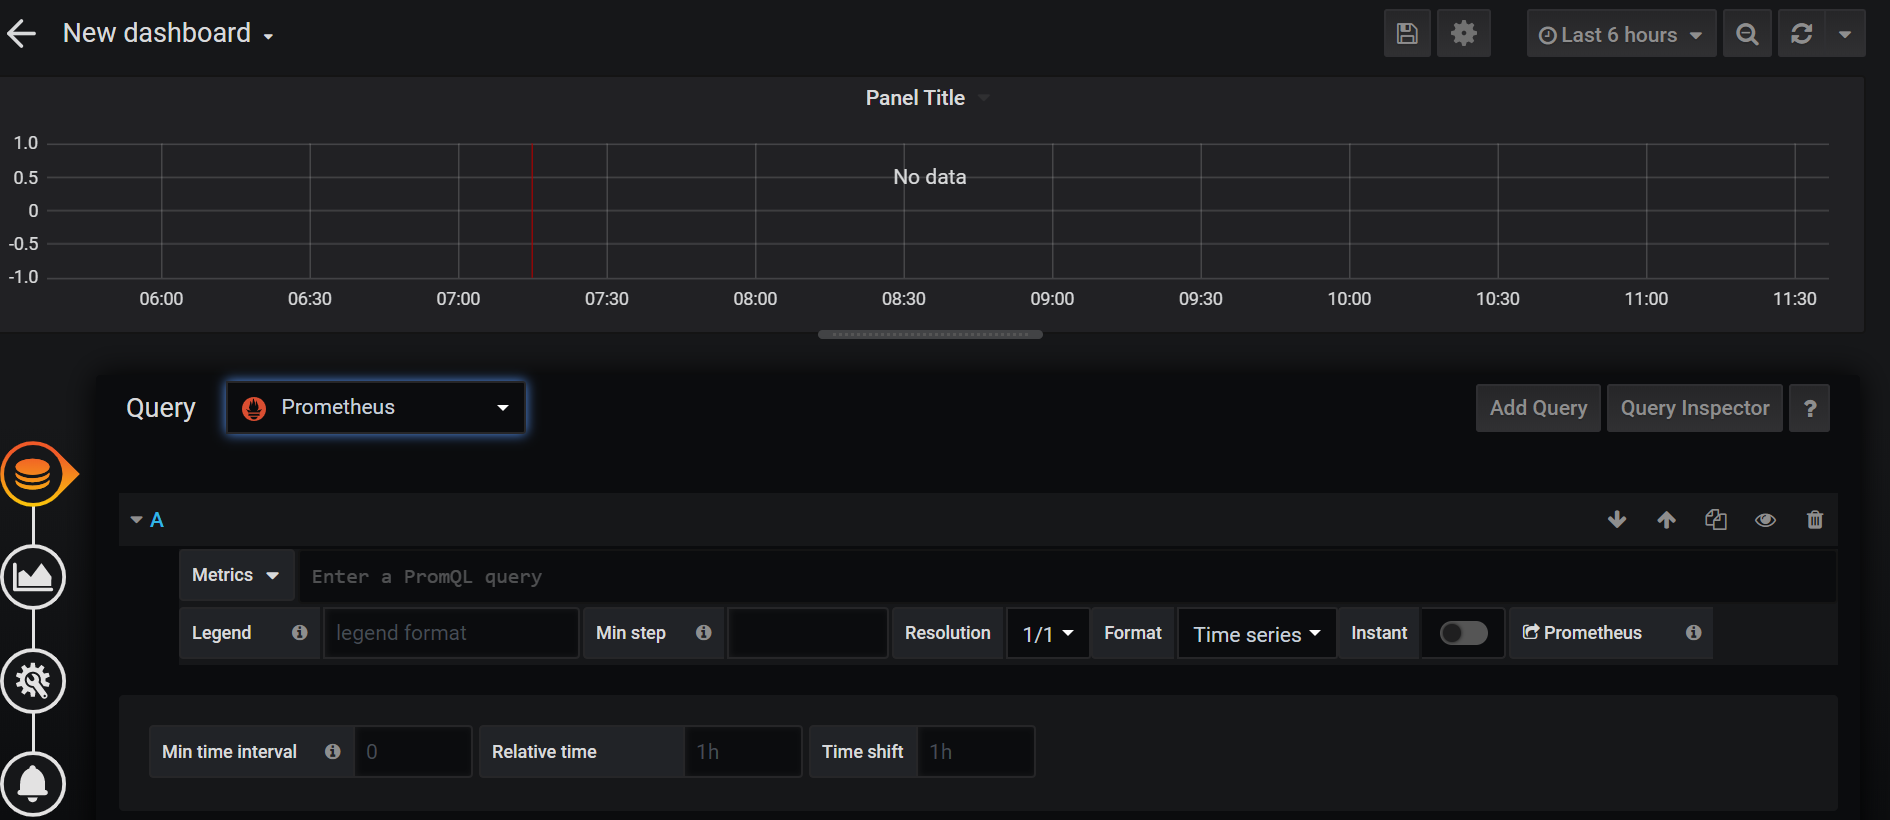 New dashboard
Last 6 hours
Panel Title
1.0
0.5
No data
0
-0.5
-1.0
06:00 06:30 07:00 07:30 08:00 08:30 09:00 09:30 10:00 10:30 11:00 11:30
Query Prometheus Add Query Query Inspector ?
A
Metrics Enter a PromQL query
Legend legend format Min step Resolution 1/1 Format Time series Instant Prometheus
Min time interval 0 Relative time 1h Time shift 1h